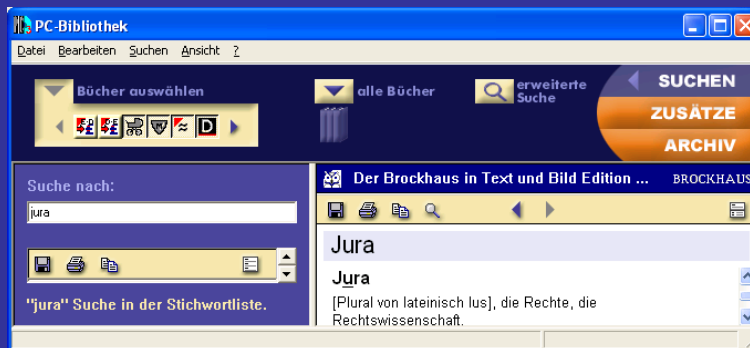 PC-Bibliothek
Datei Bearbeiten Suchen Ansicht ?
Bücher auswählen
alle Bücher
erweiterte
Suche
SUCHEN
ZUSÄTZE
ARCHIV
Suche nach:
jura
"jura" Suche in der Stichwortliste.
Der Brockhaus in Text und Bild Edition ... BROCKHAUS
Jura
Jura
[Plural von lateinisch Ius], die Rechte, die
Rechtswissenschaft.